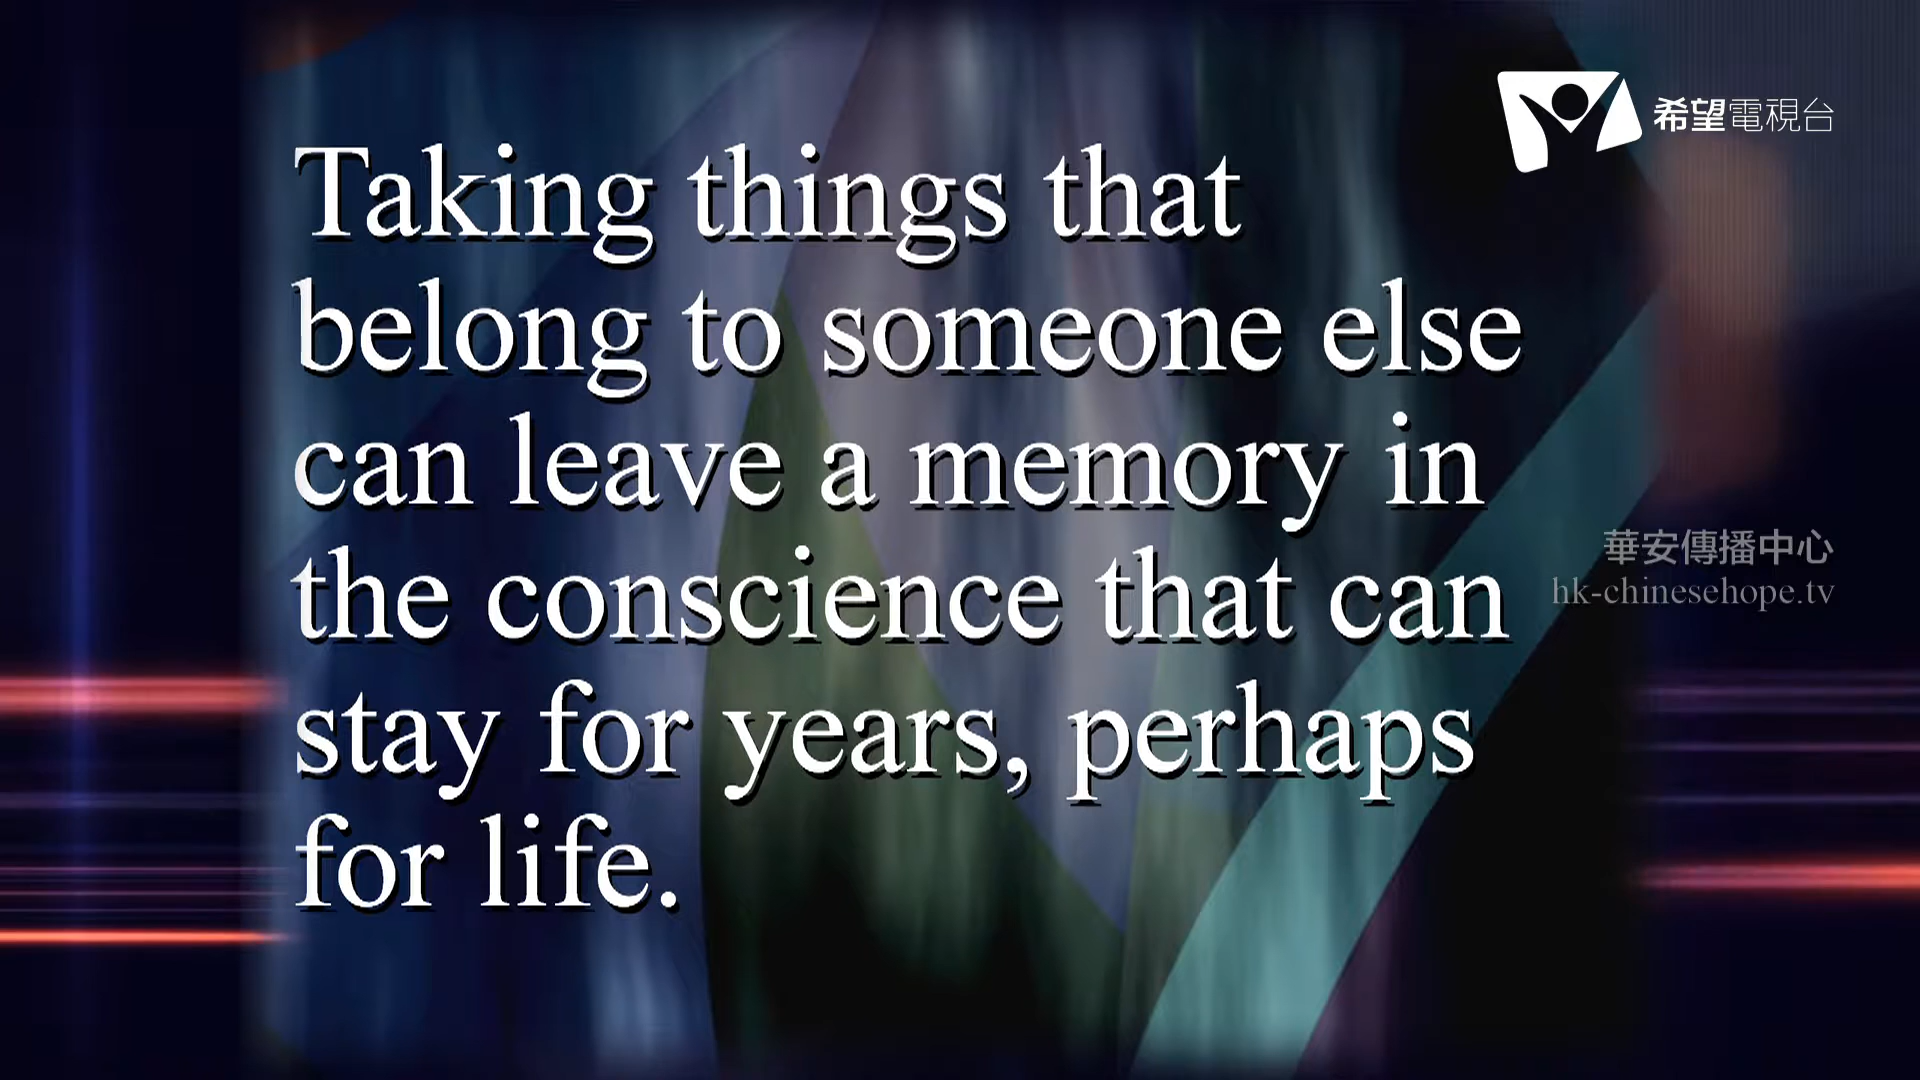 希望電視台
Taking things that
belong to someone else
can leave a memory in
the conscience that can
stay for years, perhaps
for life.
華安傳播中心
hk-chinesehope.tv